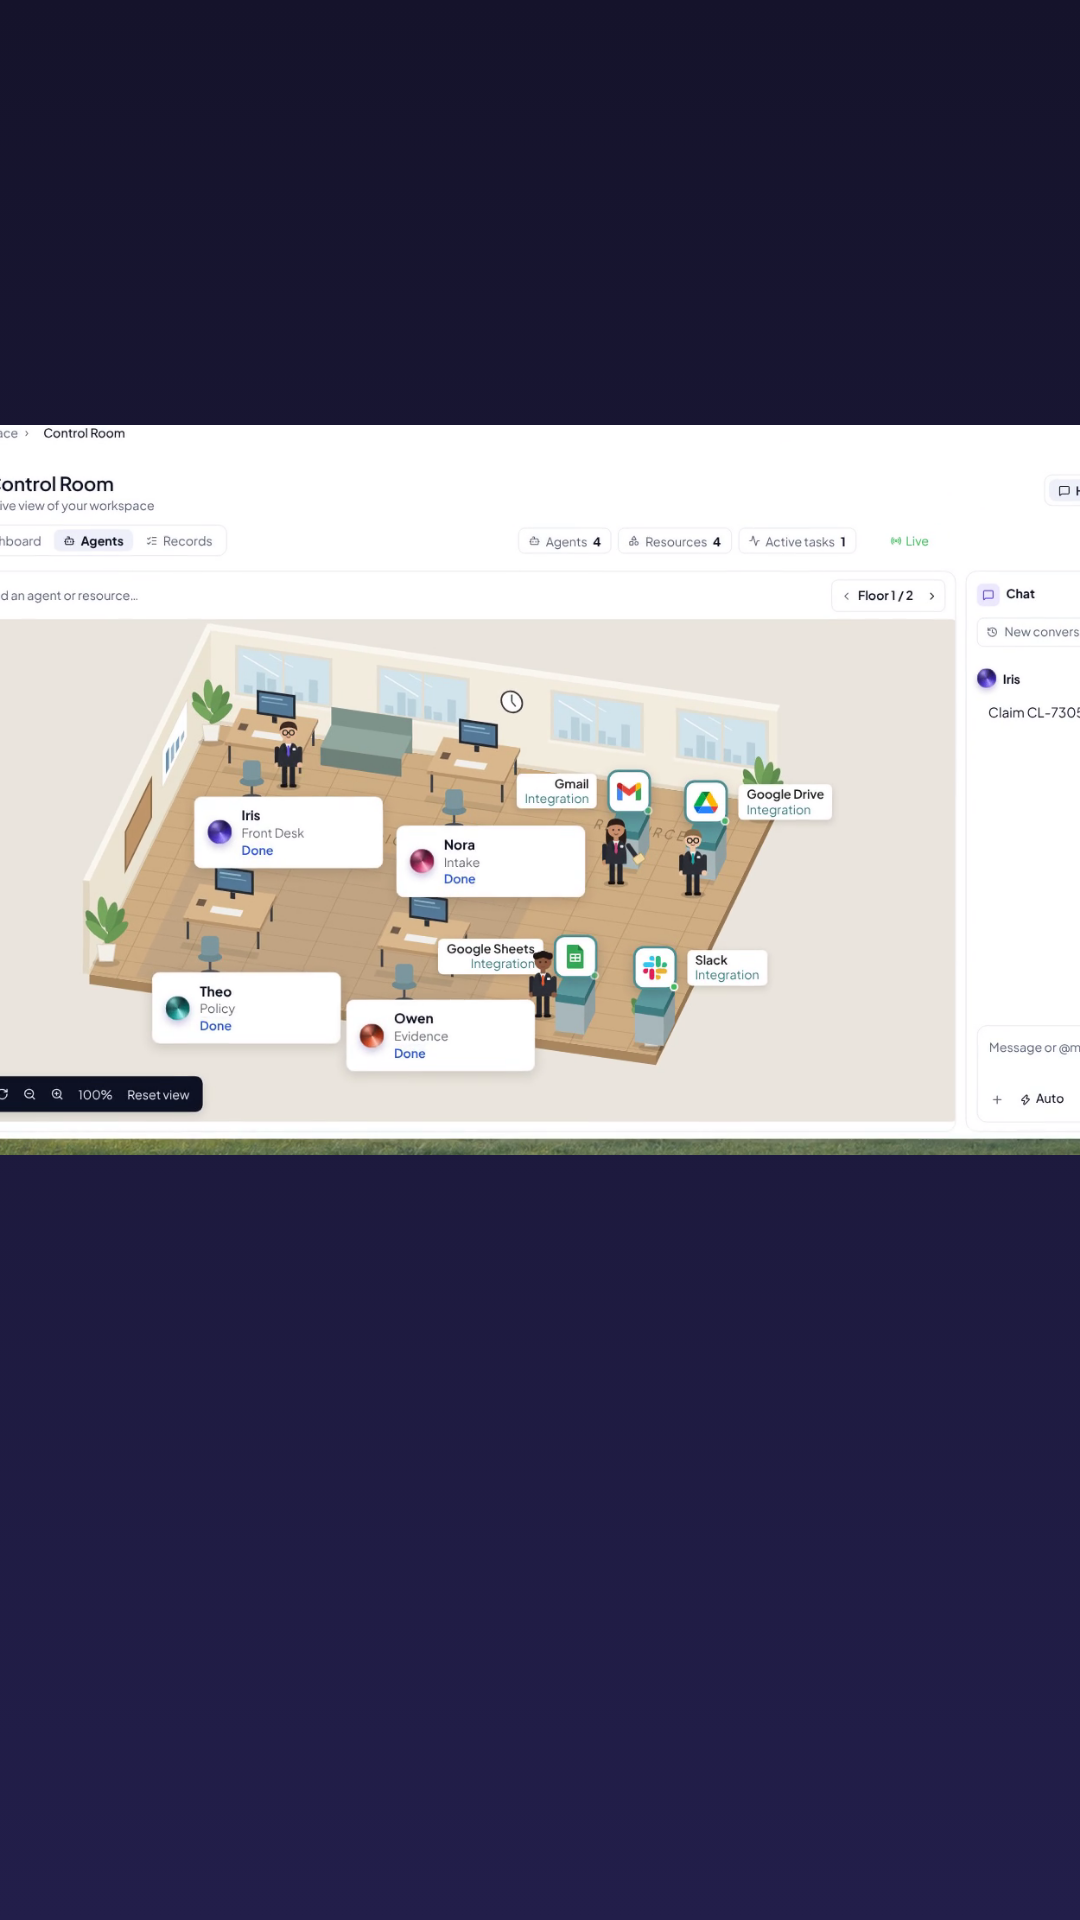 ace › Control Room
Control Room
ive view of your workspace
hboard Agents Records
Agents 4 Resources 4 Active tasks 1 Live
d an agent or resource...
Floor 1 / 2
Chat
New convers
Iris
Claim CL-7305
Gmail
Integration
Google Drive
Integration
Iris
Front Desk
Done
Nora
Intake
Done
Google Sheets
Integration
Slack
Integration
Theo
Policy
Done
Owen
Evidence
Done
100% Reset view
Message or @m
Auto